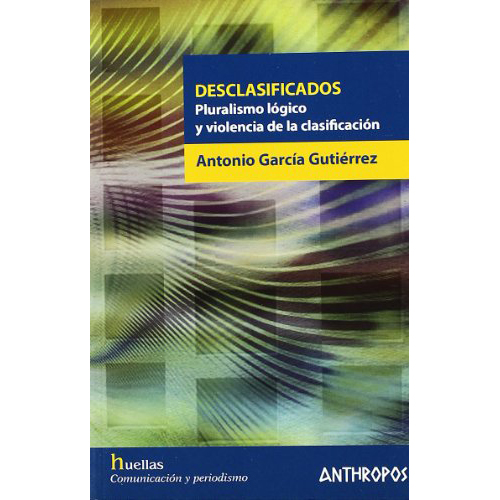 DESCLASIFICADOS
Pluralismo lógico
y violencia de la clasificación
Antonio García Gutiérrez
huellas
Comunicación y periodismo
ANTHROPOS